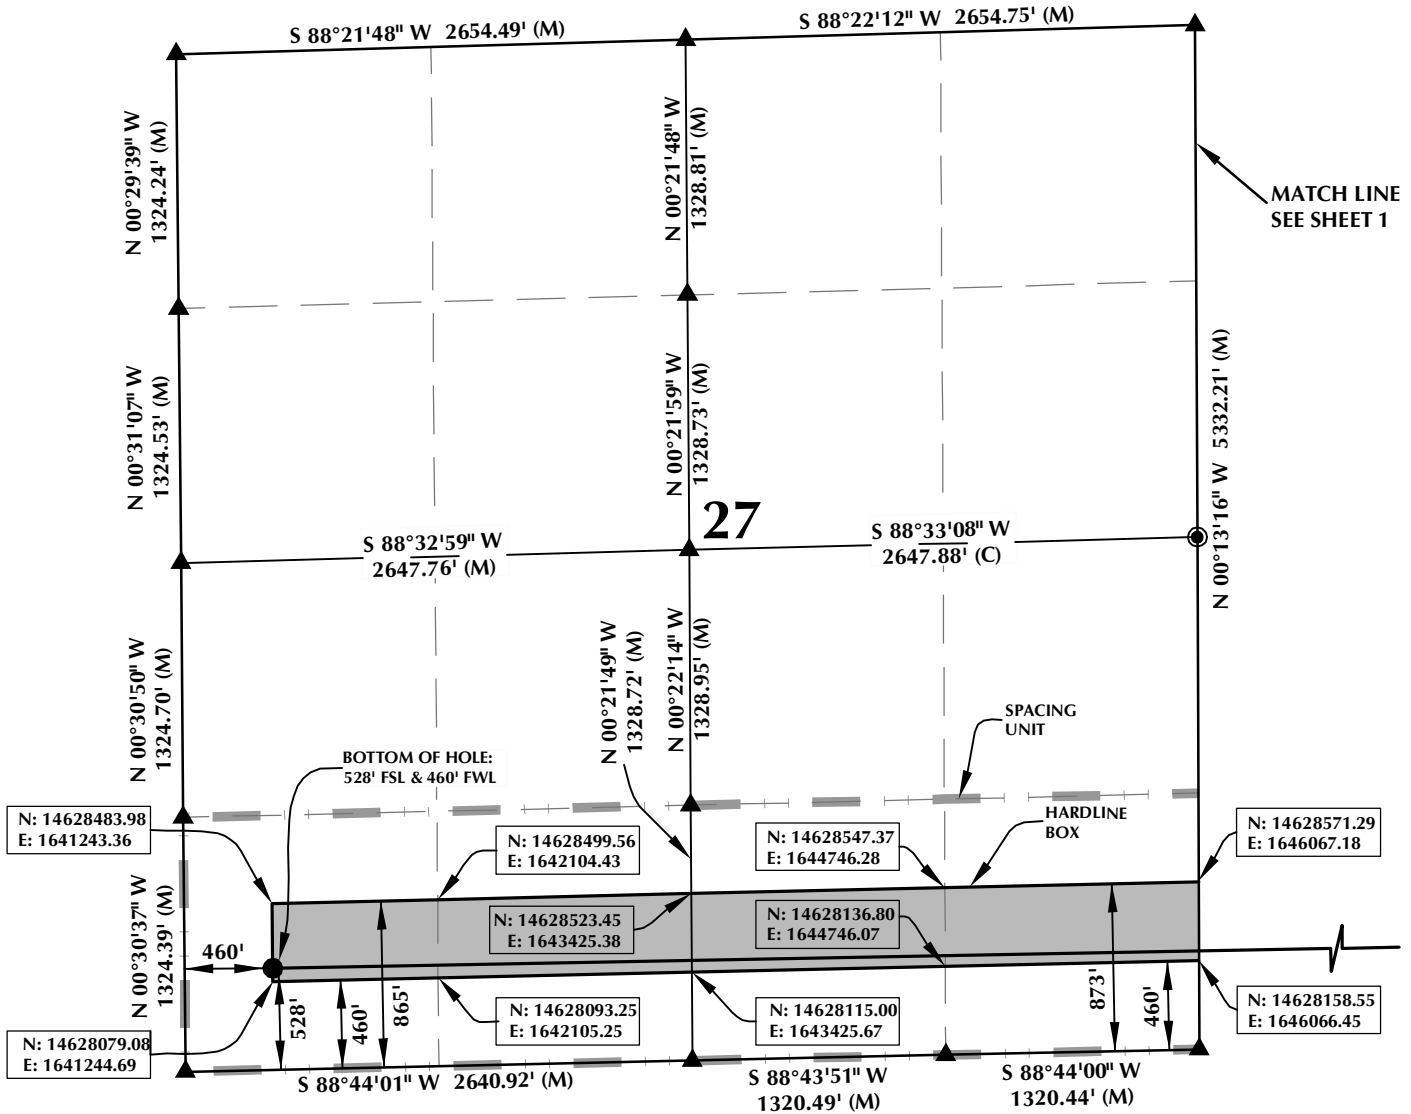 S 88°21'48" W 2654.49' (M)
S 88°22'12" W 2654.75' (M)
N 00°29'39" W
1324.24' (M)
N 00°21'48" W
1328.81' (M)
MATCH LINE
SEE SHEET 1
N 00°31'07" W
1324.53' (M)
N 00°21'59" W
1328.73' (M)
N 00°13'16" W 5332.21' (M)
27
S 88°32'59" W
2647.76' (M)
S 88°33'08" W
2647.88' (C)
N 00°30'50" W
1324.70' (M)
N 00°21'49" W
1328.72' (M)
N 00°22'14" W
1328.95' (M)
SPACING
UNIT
BOTTOM OF HOLE:
528' FSL & 460' FWL
HARDLINE
BOX
N: 14628483.98
E: 1641243.36
N: 14628499.56
E: 1642104.43
N: 14628547.37
E: 1644746.28
N: 14628571.29
E: 1646067.18
N 00°30'37" W
1324.39' (M)
N: 14628523.45
E: 1643425.38
N: 14628136.80
E: 1644746.07
460'
528'
460'
865'
873'
460'
N: 14628093.25
E: 1642105.25
N: 14628115.00
E: 1643425.67
N: 14628158.55
E: 1646066.45
N: 14628079.08
E: 1641244.69
S 88°44'01" W 2640.92' (M)
S 88°43'51" W
1320.49' (M)
S 88°44'00" W
1320.44' (M)